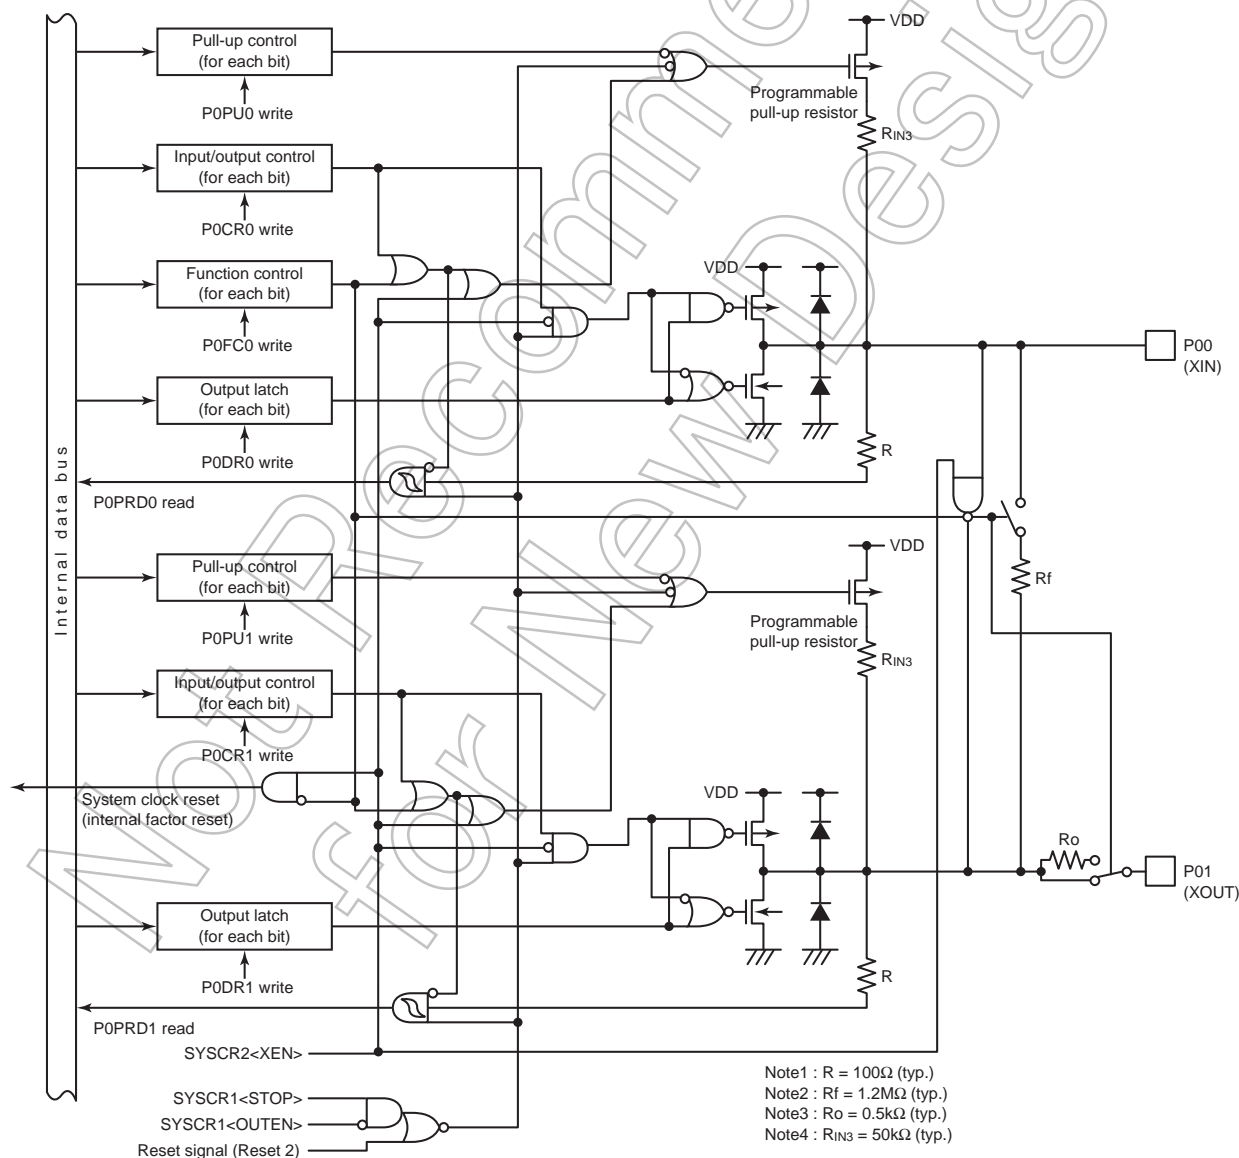 VDD
Pull-up control
(for each bit)
P0PU0 write
Programmable
pull-up resistor
RIN3
Input/output control
(for each bit)
P0CR0 write
Function control
(for each bit)
P0FC0 write
VDD
P00
(XIN)
Output latch
(for each bit)
P0DR0 write
R
P0PRD0 read
Internal data bus
VDD
Pull-up control
(for each bit)
P0PU1 write
Rf
Programmable
pull-up resistor
RIN3
Input/output control
(for each bit)
P0CR1 write
System clock reset
(internal factor reset)
VDD
Ro
P01
(XOUT)
Output latch
(for each bit)
P0DR1 write
R
P0PRD1 read
SYSCR2<XEN>
SYSCR1<STOP>
SYSCR1<OUTEN>
Reset signal (Reset 2)
Note1 : R = 100Ω (typ.)
Note2 : Rf = 1.2MΩ (typ.)
Note3 : Ro = 0.5kΩ (typ.)
Note4 : RIN3 = 50kΩ (typ.)
Not Recomme
for New Desig